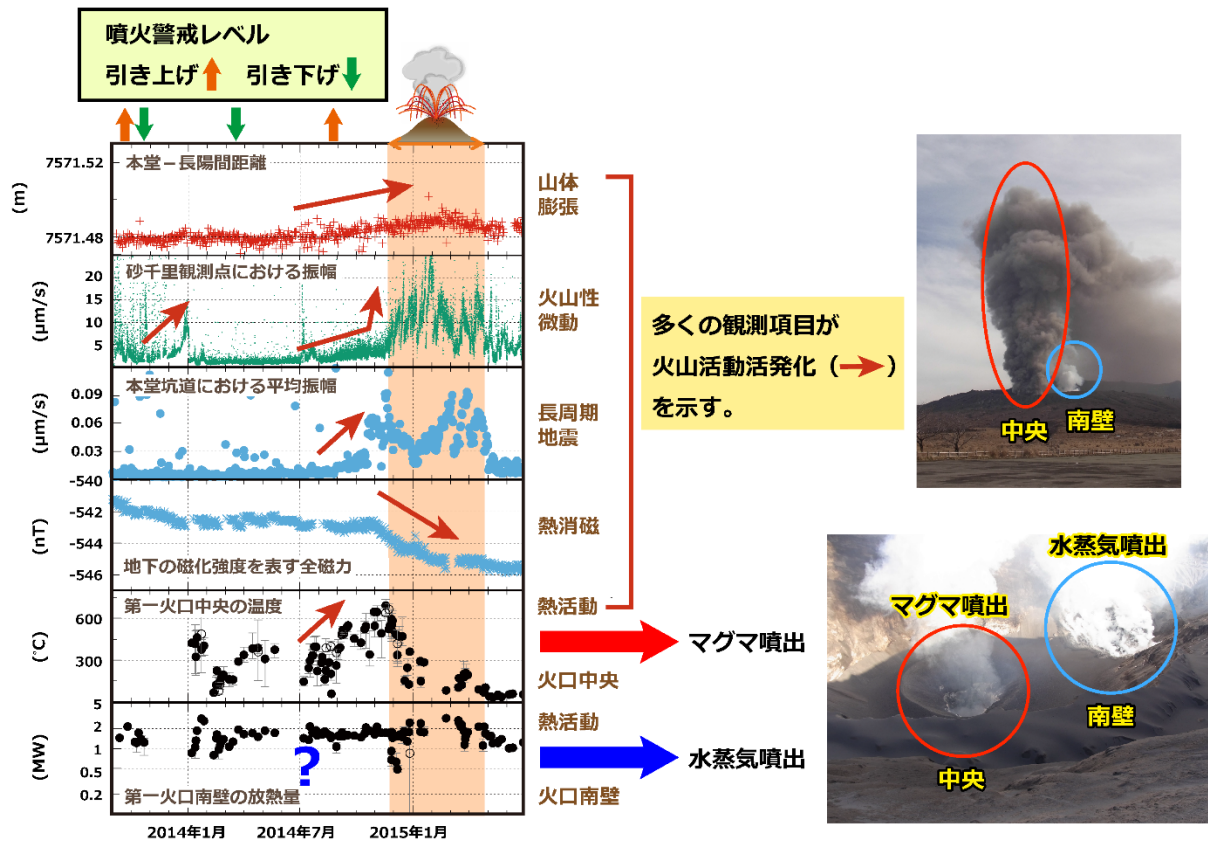 噴火警戒レベル
引き上げ 引き下げ
7571.52
本堂－長陽間距離
(m)
7571.48
山体
膨張
20
砂千里観測点における振幅
15
(μm/s)
10
5
火山性
微動
本堂坑道における平均振幅
0.09
(μm/s)
0.06
0.03
長周期
地震
-540
-542
(nT)
-544
-546
地下の磁化強度を表す全磁力
熱消磁
第一火口中央の温度
600
(℃)
300
熱活動
マグマ噴出
火口中央
5
2
(MW)
1
0.5
0.2
?
第一火口南壁の放熱量
熱活動
水蒸気噴出
火口南壁
2014年1月 2014年7月 2015年1月
多くの観測項目が
火山活動活発化（ ）
を示す。
中央
南壁
水蒸気噴出
マグマ噴出
南壁
中央